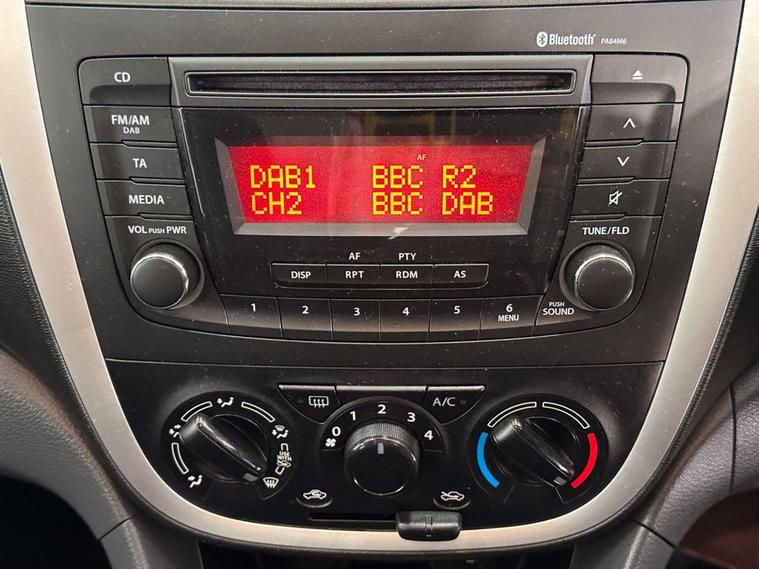 Bluetooth® PA84M6
CD
FM/AM
DAB
TA
MEDIA
VOL PUSH PWR
AF
DAB1 BBC R2
CH2 BBC DAB
TUNE/FLD
AF PTY
DISP RPT RDM AS
1 2 3 4 5 6
MENU
PUSH
SOUND
A/C
0 1 2 3 4
USE
WITH